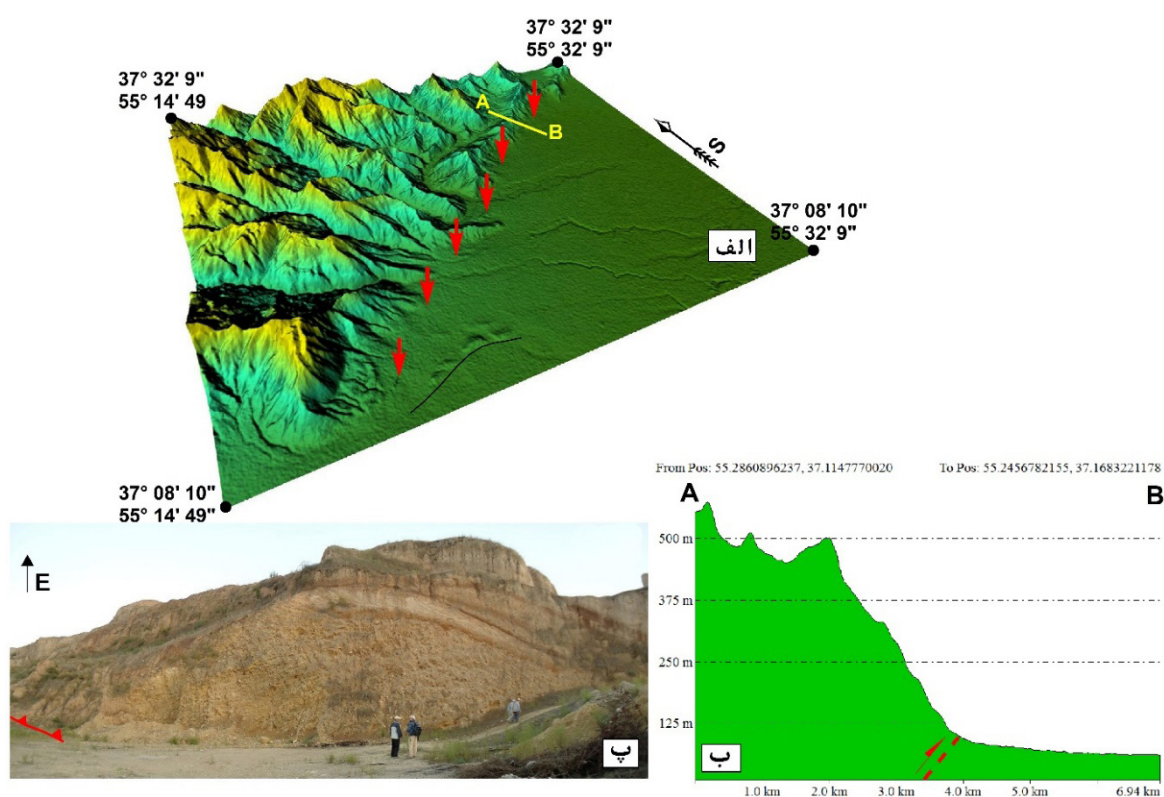 37° 32' 9"
55° 32' 9"
37° 32' 9"
55° 14' 49
A
B
S
37° 08' 10"
55° 32' 9"
الف
37° 08' 10"
55° 14' 49"
E
پ
From Pos: 55.2860896237, 37.1147770020
To Pos: 55.2456782155, 37.1683221178
A
B
500 m
375 m
250 m
125 m
ب
1.0 km
2.0 km
3.0 km
4.0 km
5.0 km
6.94 km